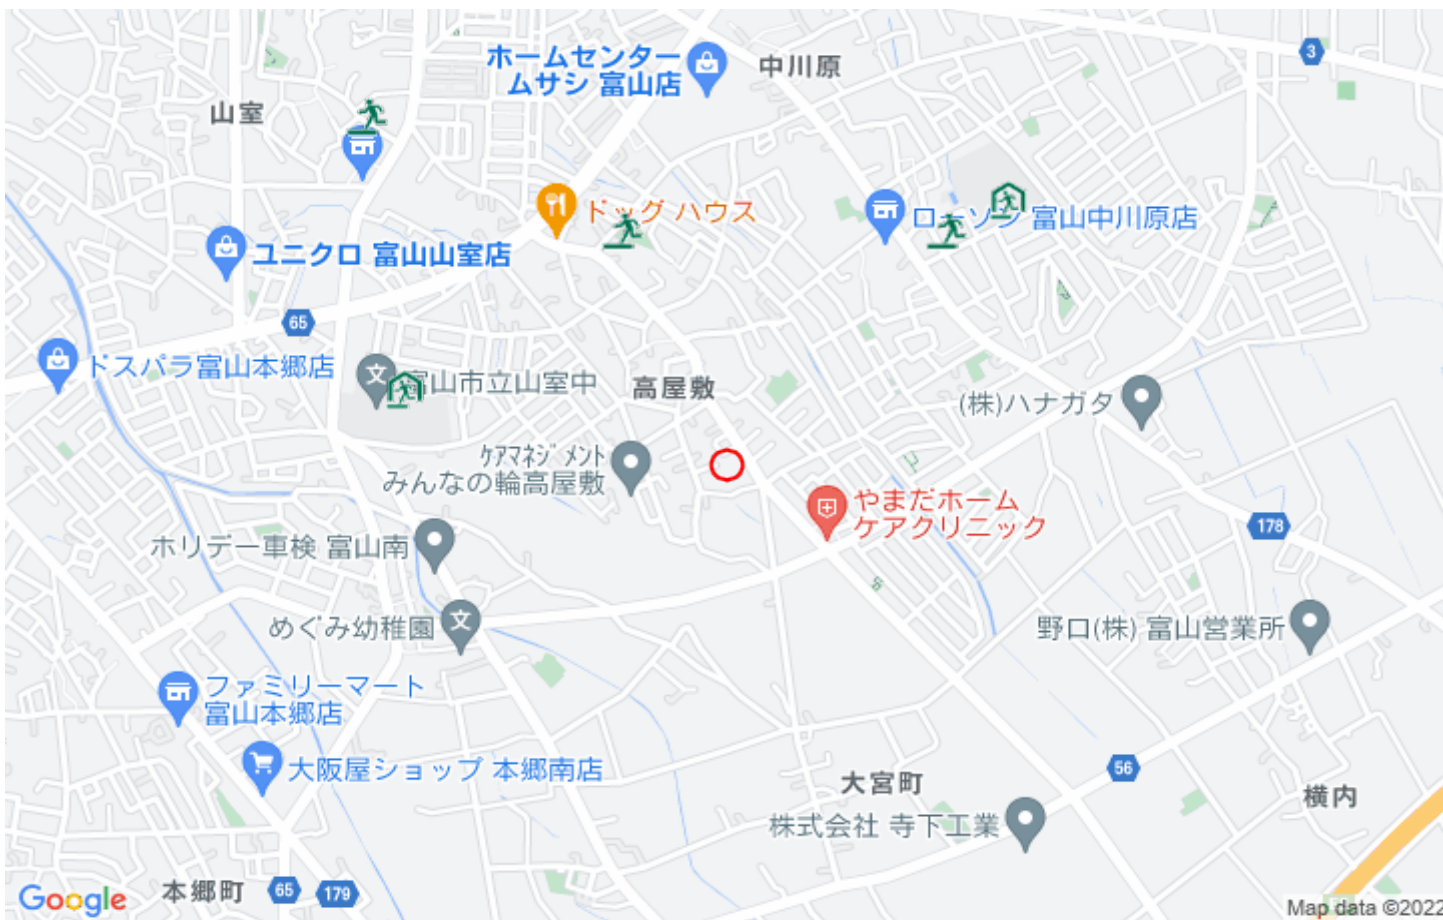 ホームセンター
ムサシ 富山店
中川原
3
山室
ドッグ ハウス
ローソン 富山中川原店
ユニクロ 富山山室店
65
ドスパラ富山本郷店
富山市立山室中
高屋敷
(株)ハナガタ
ケアマネジメント
みんなの輪高屋敷
やまだホーム
ケアクリニック
178
ホリデー車検 富山南
めぐみ幼稚園
野口(株) 富山営業所
ファミリーマート
富山本郷店
大阪屋ショップ 本郷南店
56
大宮町
横内
株式会社 寺下工業
本郷町
65
179
Google
Map data ©2022